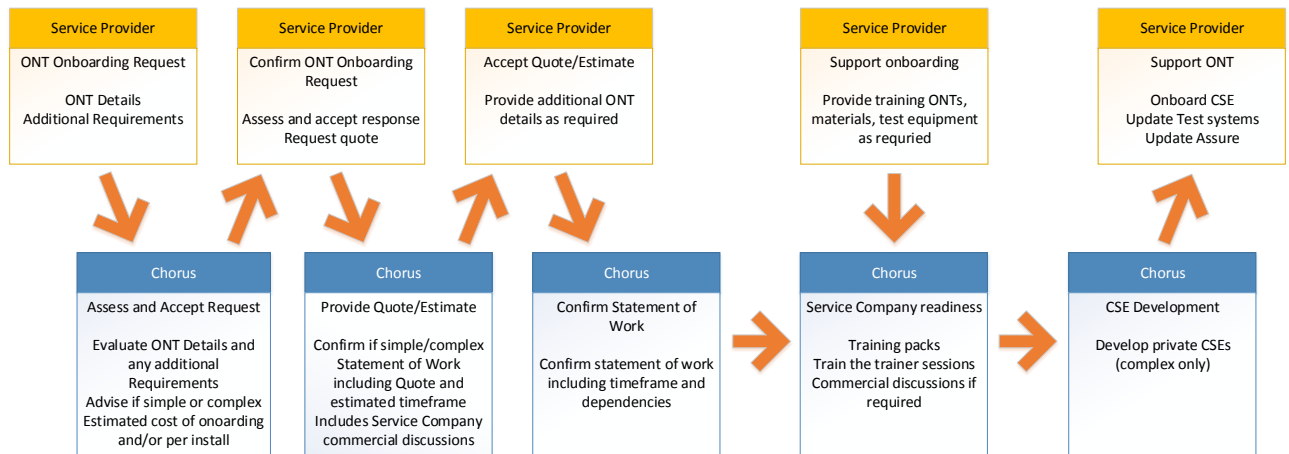 Service Provider
ONT Onboarding Request
ONT Details
Additional Requirements
Service Provider
Confirm ONT Onboarding
Request
Assess and accept response
Request quote
Service Provider
Accept Quote/Estimate
Provide additional ONT
details as required
Service Provider
Support onboarding
Provide training ONTs,
materials, test equipment
as requried
Service Provider
Support ONT
Onboard CSE
Update Test systems
Update Assure
Chorus
Assess and Accept Request
Evaluate ONT Details and
any additional
Requirements
Advise if simple or complex
Estimated cost of onoarding
and/or per install
Chorus
Provide Quote/Estimate
Confirm if simple/complex
Statement of Work
including Quote and
estimated timeframe
Includes Service Company
commercial discussions
Chorus
Confirm Statement of
Work
Confirm statement of work
including timeframe and
dependencies
Chorus
Service Company readiness
Training packs
Train the trainer sessions
Commercial discussions if
required
Chorus
CSE Development
Develop private CSEs
(complex only)